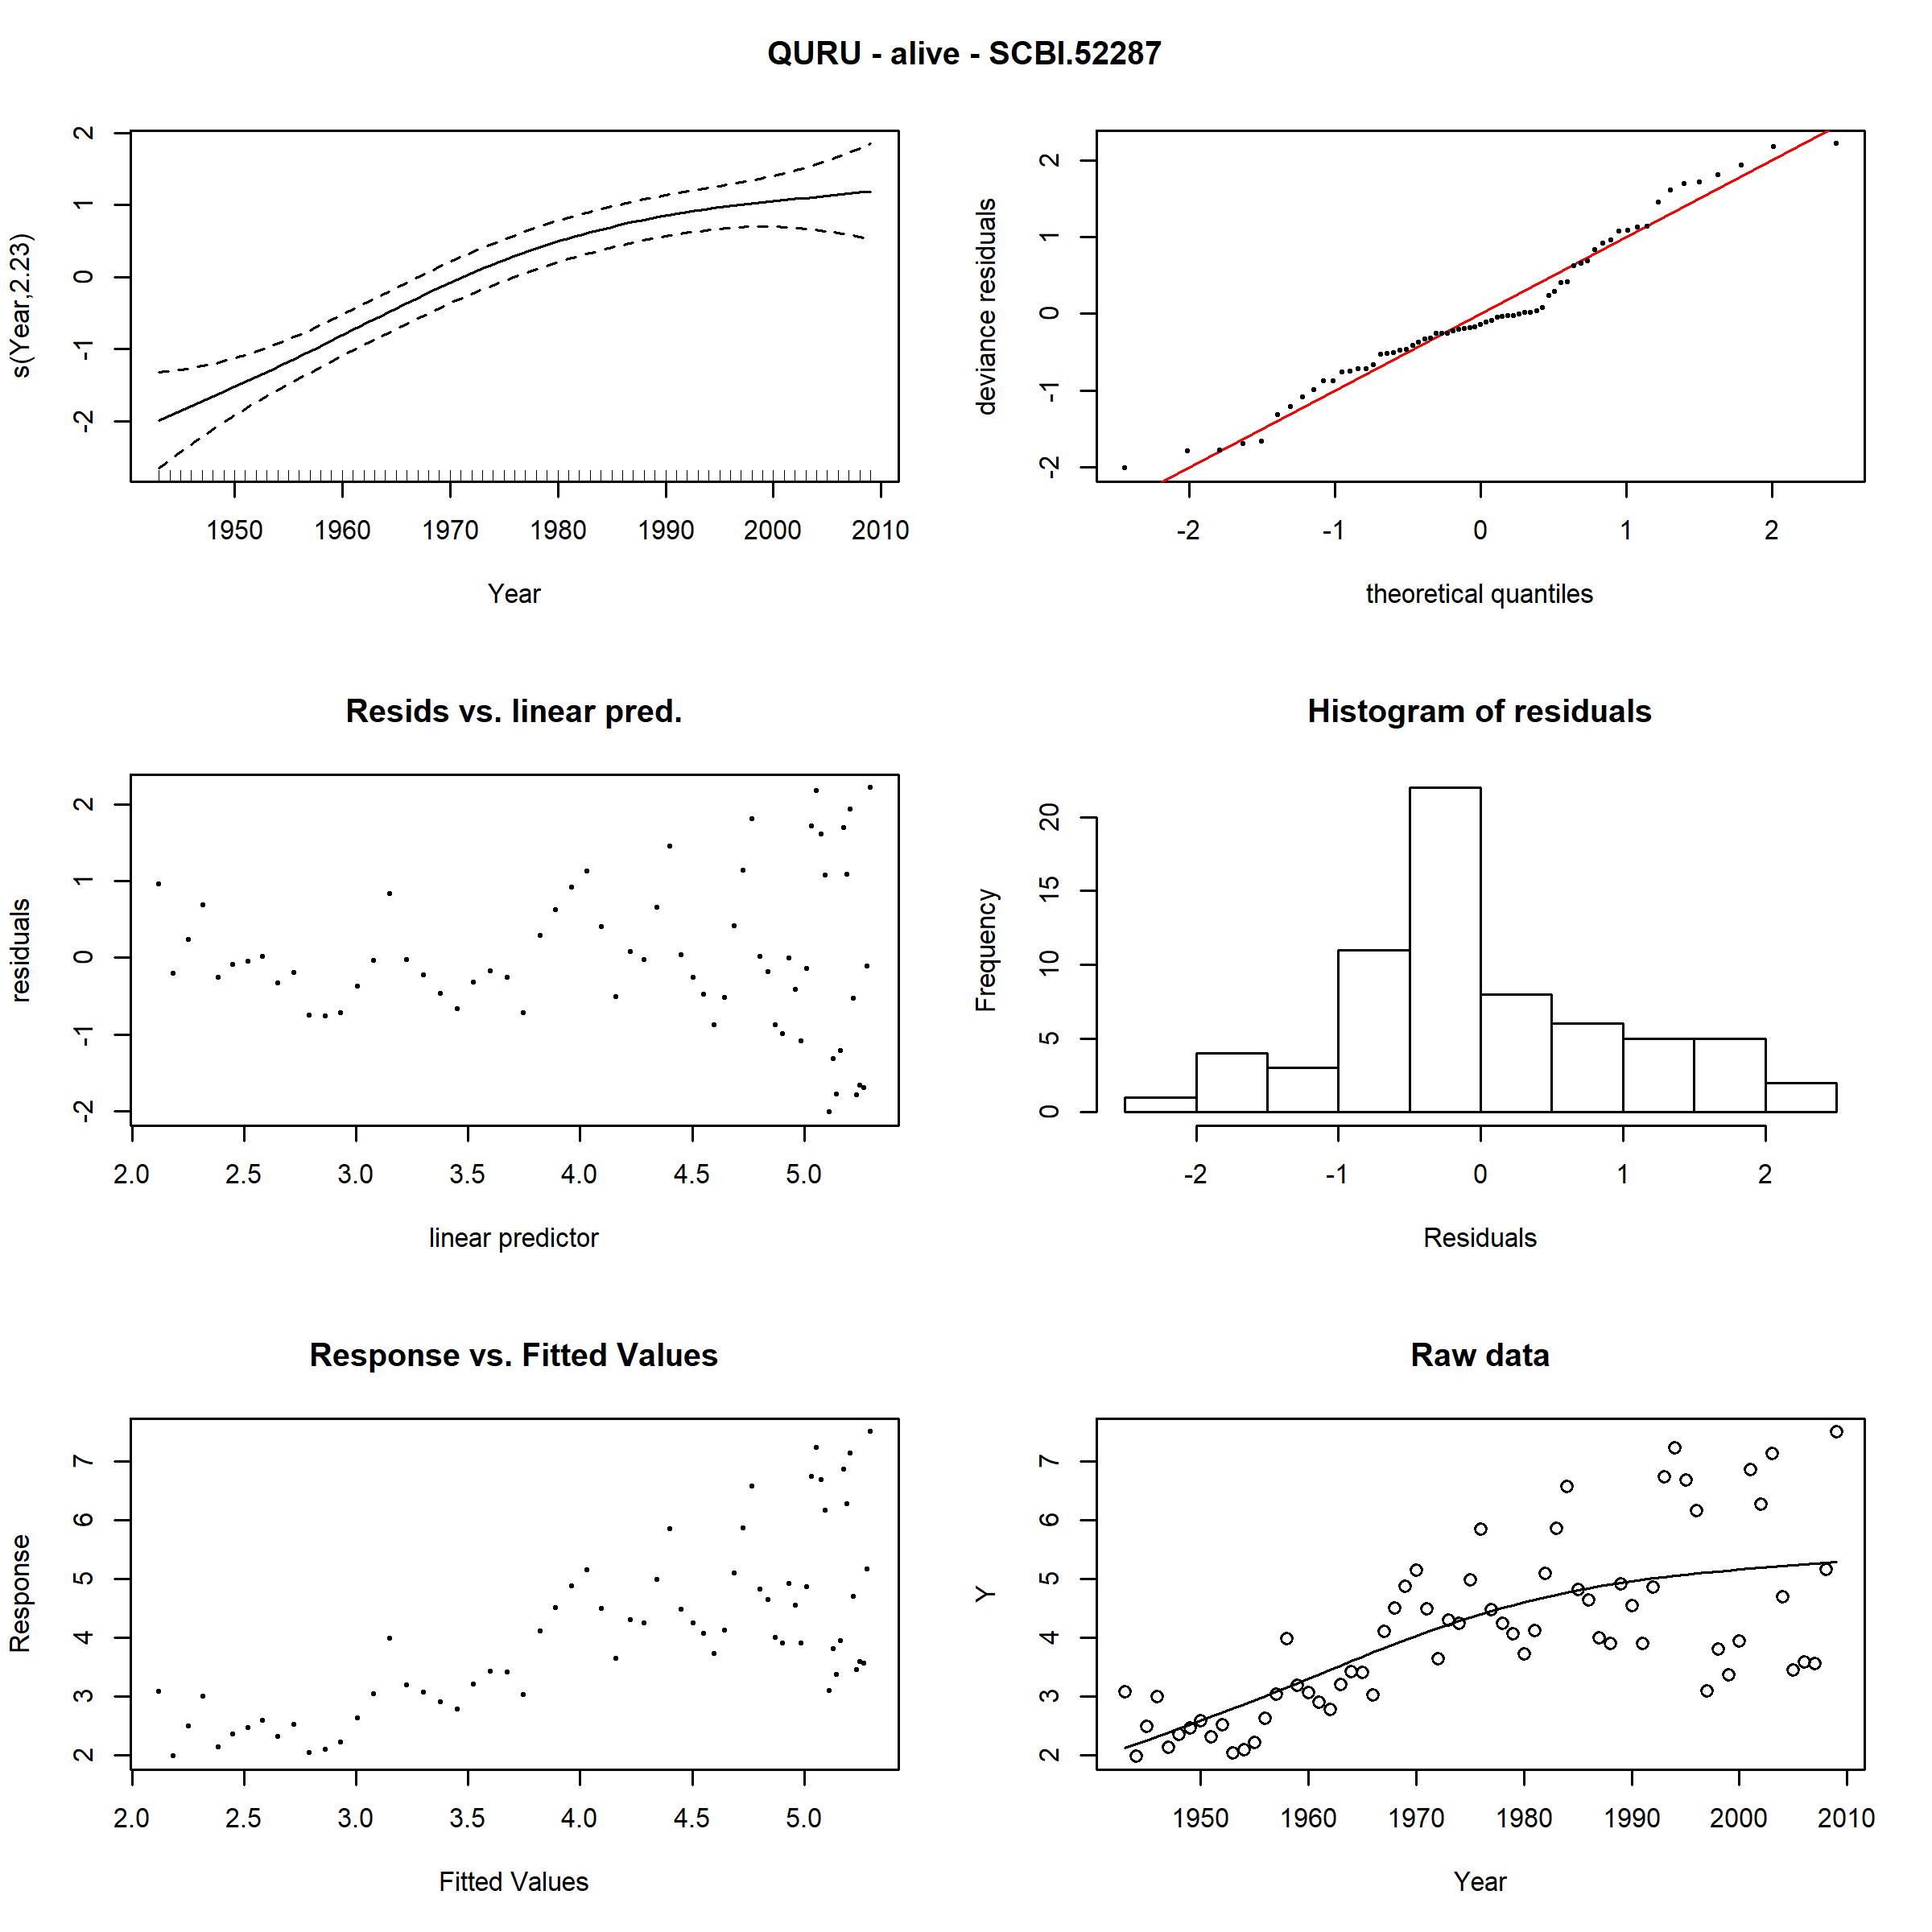 QURU - alive - SCBI.52287
s(Year,2.23)
2
1
0
-1
-2
1950 1960 1970 1980 1990 2000 2010
Year
deviance residuals
2
1
0
-1
-2
-2 -1 0 1 2
theoretical quantiles
Resids vs. linear pred.
residuals
2
1
0
-1
-2
2.0 2.5 3.0 3.5 4.0 4.5 5.0
linear predictor
Histogram of residuals
Frequency
20
15
10
5
0
-2 -1 0 1 2
Residuals
Response vs. Fitted Values
Response
7
6
5
4
3
2
2.0 2.5 3.0 3.5 4.0 4.5 5.0
Fitted Values
Raw data
Y
7
6
5
4
3
2
1950 1960 1970 1980 1990 2000 2010
Year